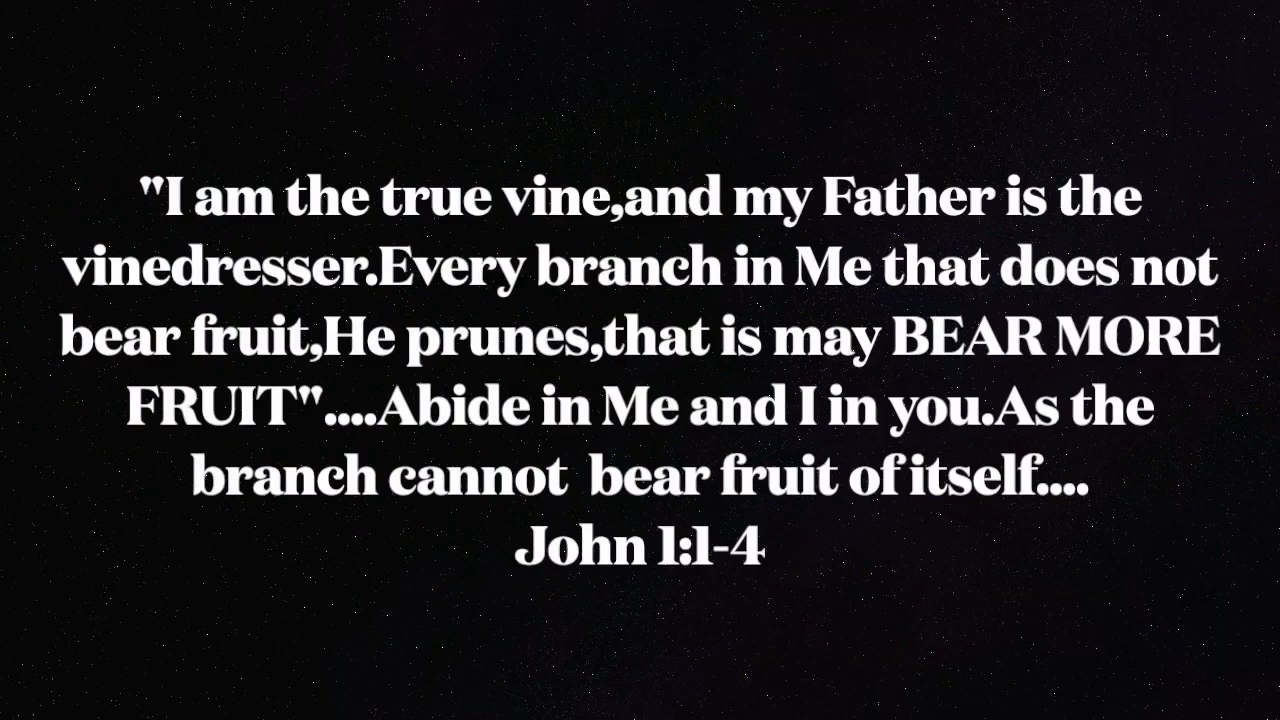 "I am the true vine,and my Father is the
vinedresser.Every branch in Me that does not
bear fruit,He prunes,that is may BEAR MORE
FRUIT"....Abide in Me and I in you.As the
branch cannot  bear fruit of itself....
John 1:1-4